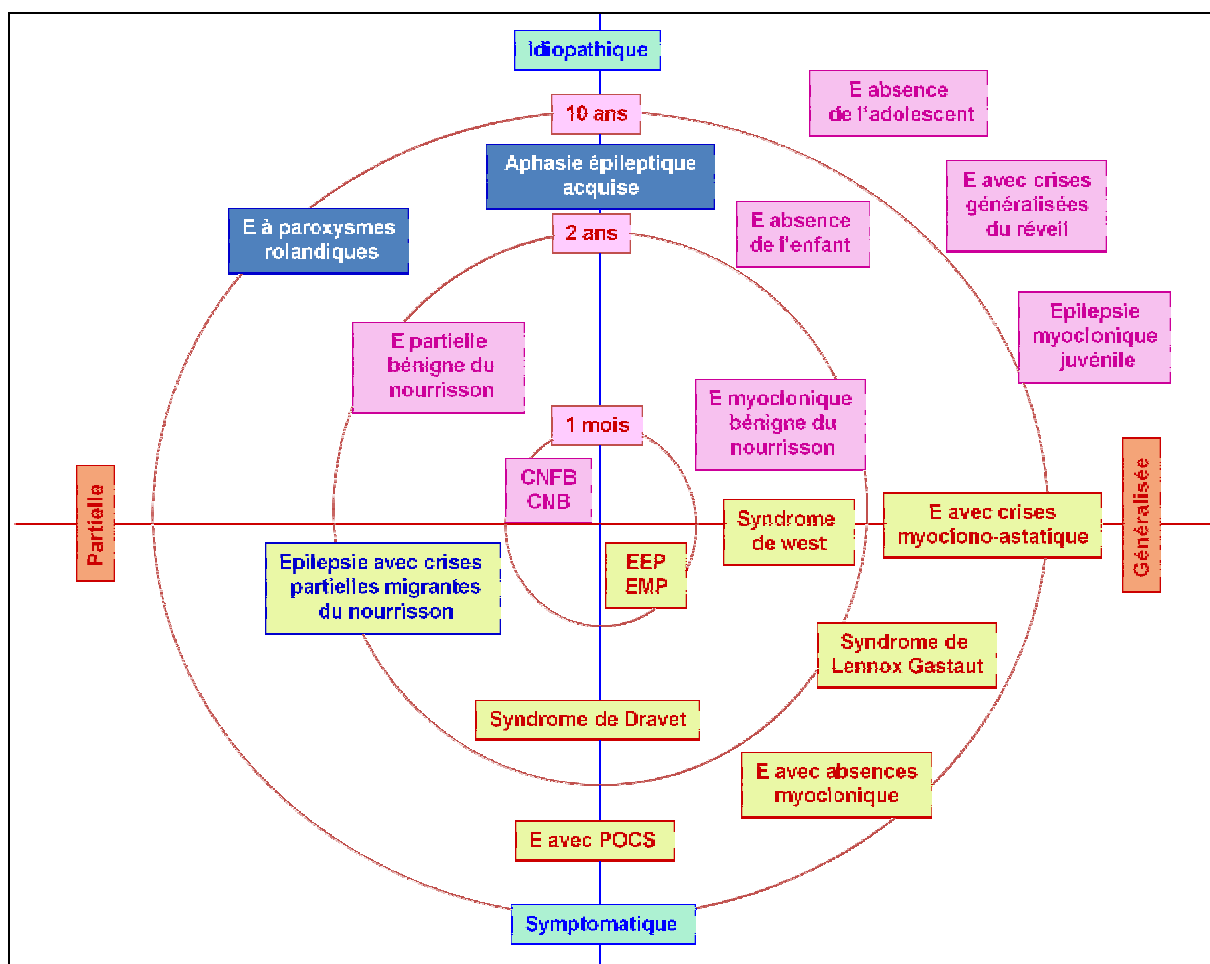 Idiopathique
10 ans
E absence
de l'adolescent
Aphasie épileptique
acquise
E avec crises
généralisées
du réveil
E à paroxysmes
rolandiques
2 ans
E absence
de l'enfant
Epilepsie
myoclonique
juvénile
E partielle
bénigne du
nourrisson
E myoclonique
bénigne du
nourrisson
1 mois
CNFB
CNB
Partielle
Généralisée
Syndrome
de west
E avec crises
myoclono-astatique
Epilepsie avec crises
partielles migrantes
du nourrisson
EEP
EMP
Syndrome de
Lennox Gastaut
Syndrome de Dravet
E avec absences
myoclonique
E avec POCS
Symptomatique